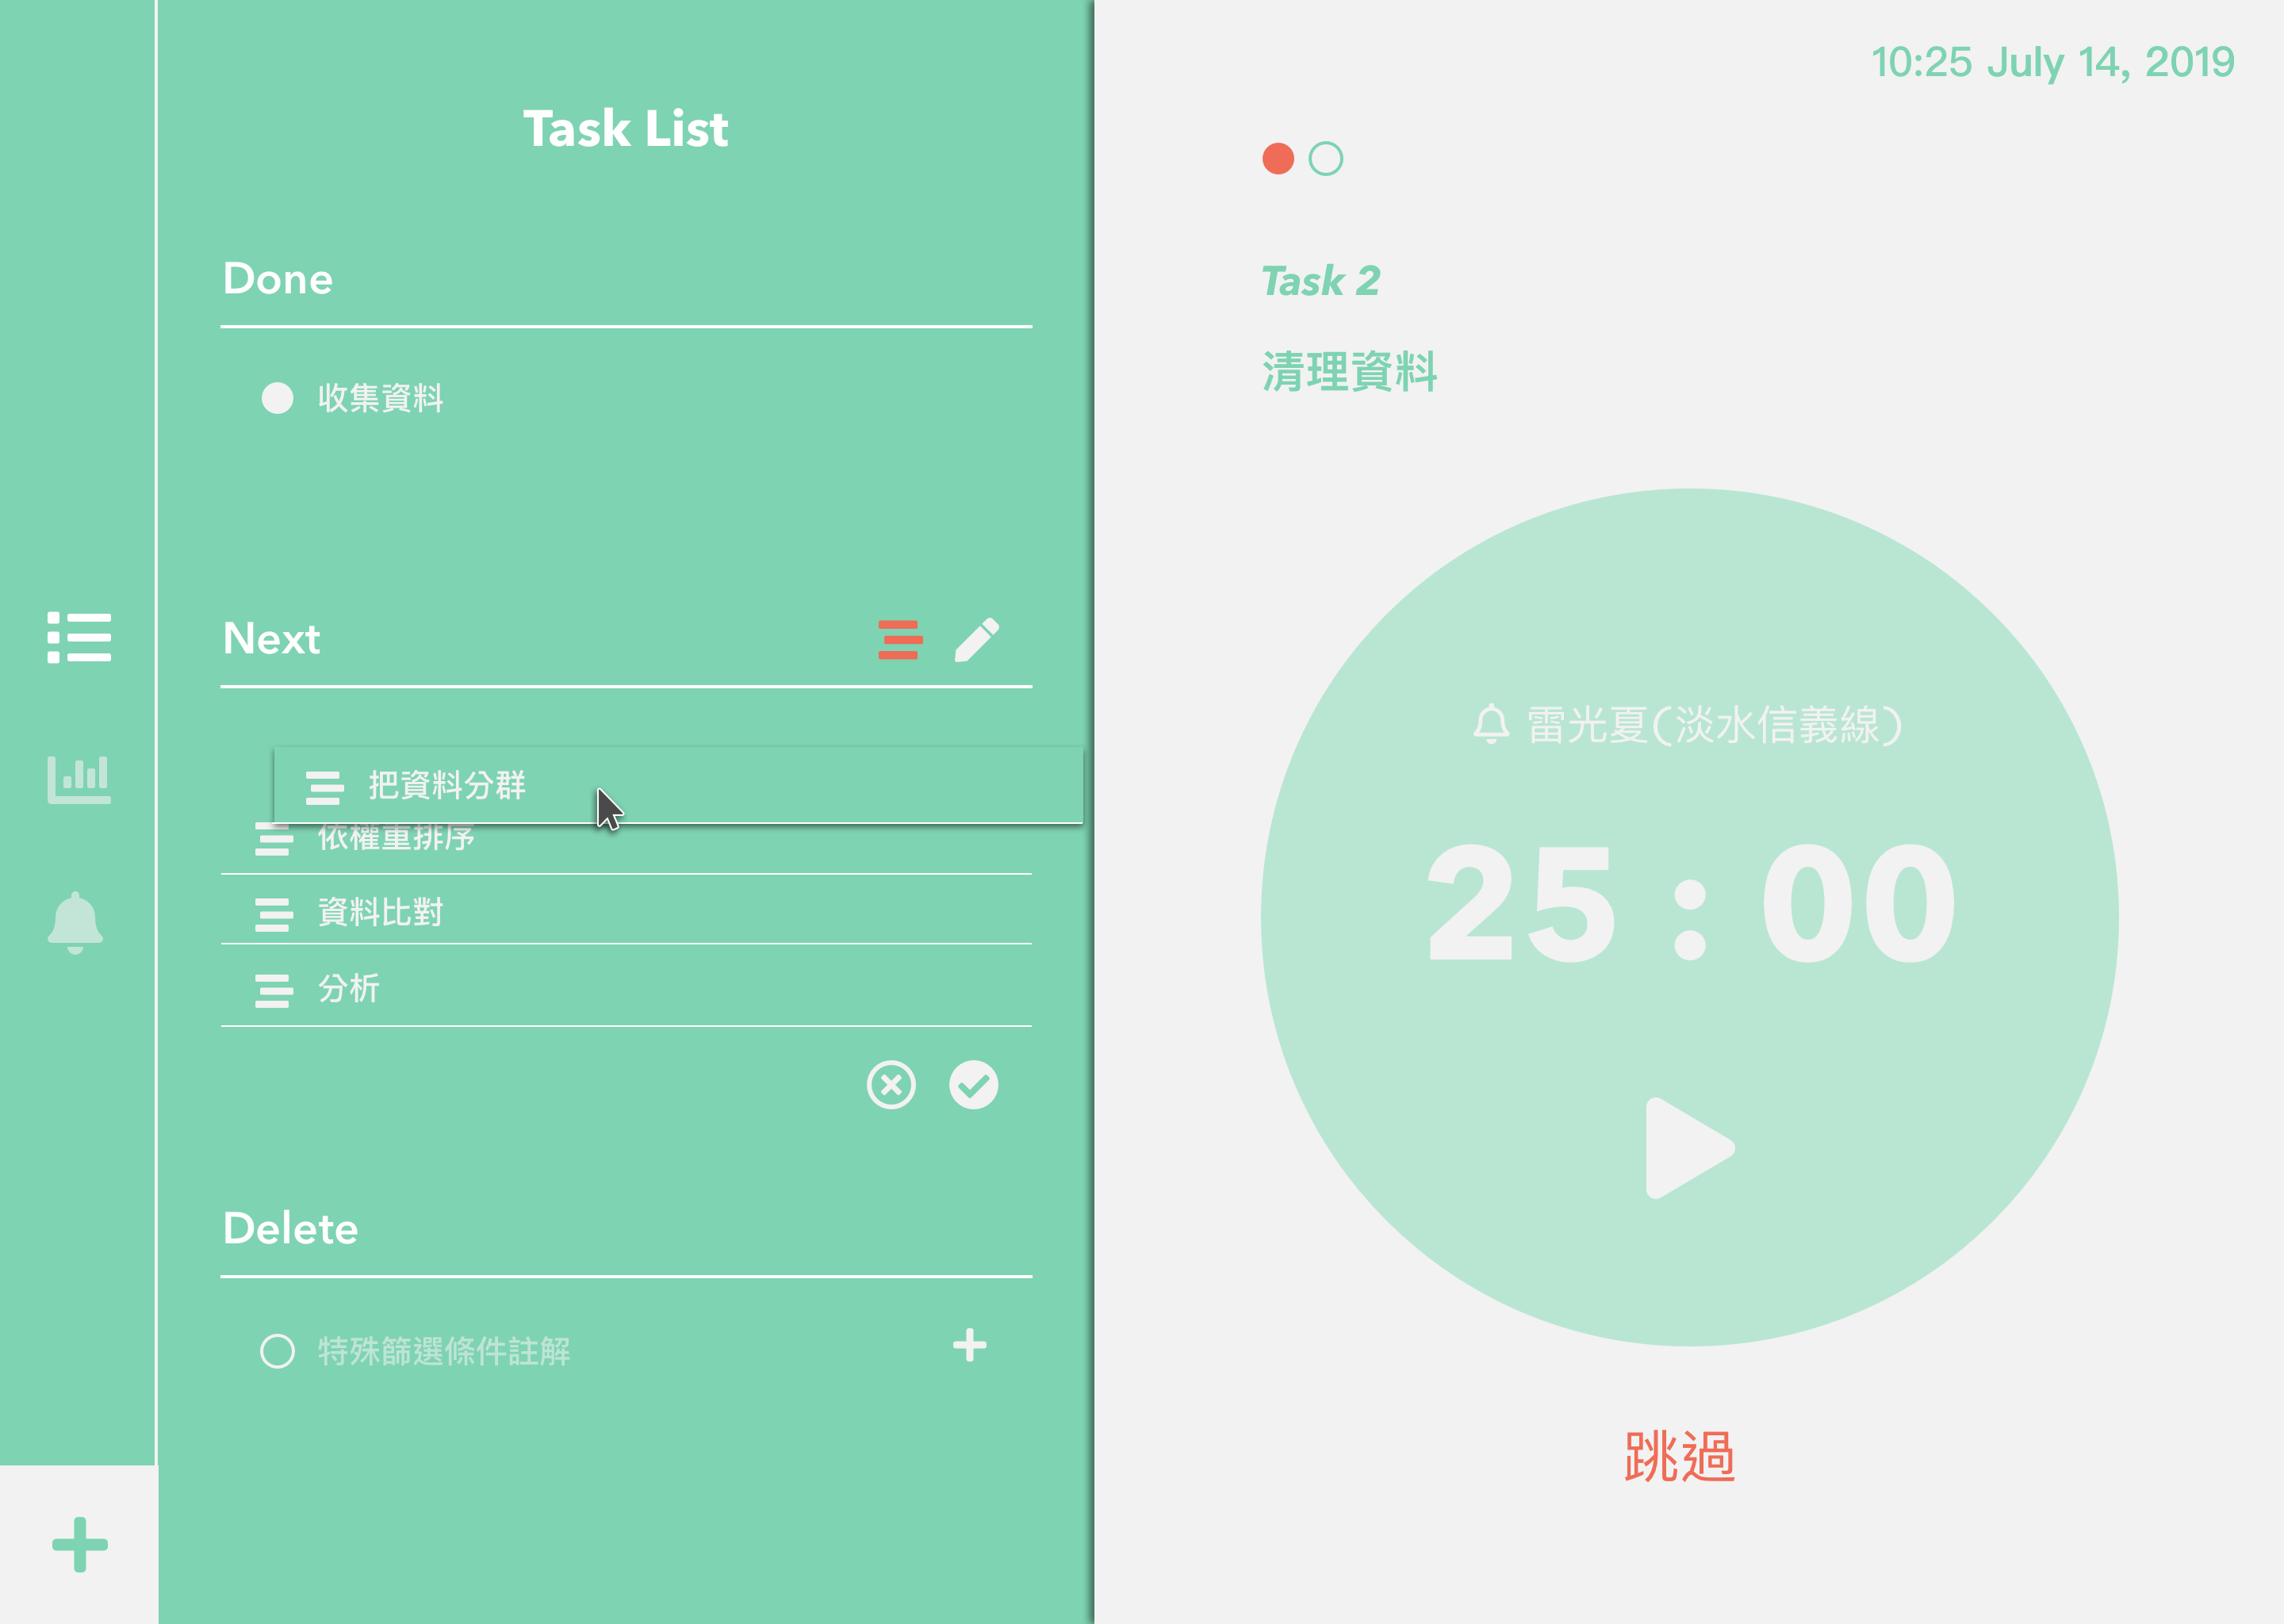 Task List
Done
收集資料
Next
把資料分群
依權重排序
資料比對
分析
Delete
特殊篩選條件註解
10:25 July 14, 2019
Task 2
清理資料
雷光夏(淡水信義線)
25 : 00
跳過